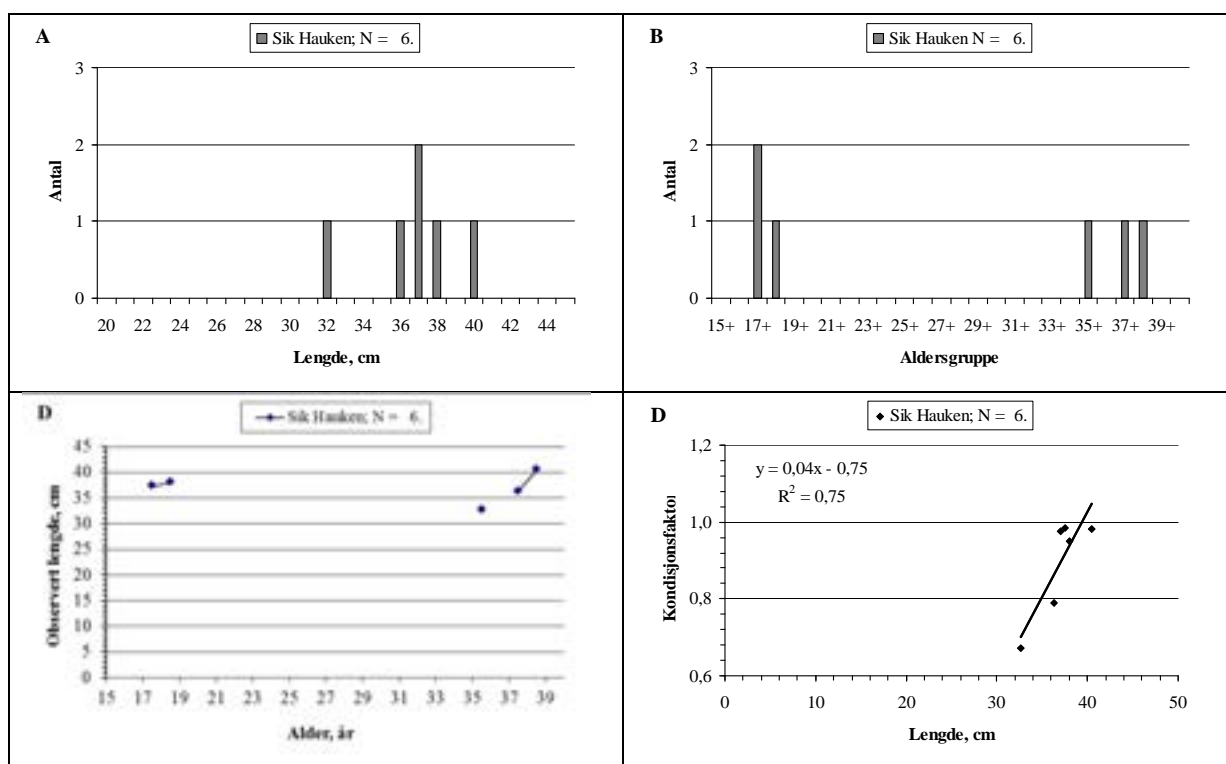 A
Sik Hauken; N = 6.
Antal
3
2
1
0
20 22 24 26 28 30 32 34 36 38 40 42 44
Lengde, cm
B
Sik Hauken N = 6.
Antal
3
2
1
0
15+ 17+ 19+ 21+ 23+ 25+ 27+ 29+ 31+ 33+ 35+ 37+ 39+
Aldersgruppe
D
Sik Hauken; N = 6.
Observert lengde, cm
45
40
35
30
25
20
15
10
5
0
15 17 19 21 23 25 27 29 31 33 35 37 39
Alder, år
D
Sik Hauken; N = 6.
Kondisjonsfaktor
1,2
1,0
0,8
0,6
y = 0,04x - 0,75
R² = 0,75
0 10 20 30 40 50
Lengde, cm